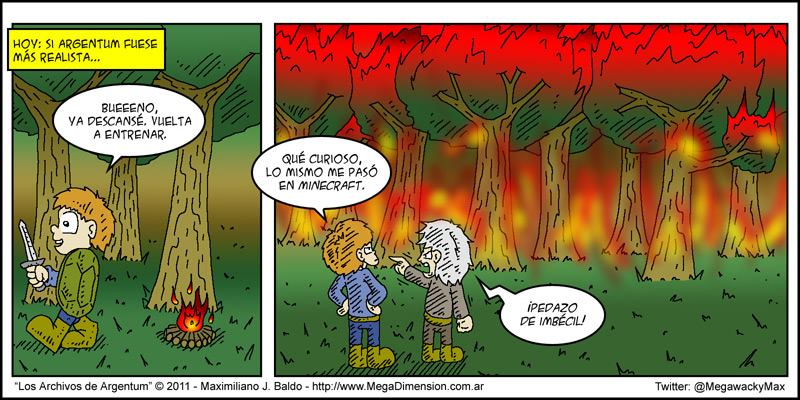 HOY: SI ARGENTUM FUESE
MÁS REALISTA...
BUEEENO,
YA DESCANSÉ. VUELTA
A ENTRENAR.
QUÉ CURIOSO,
LO MISMO ME PASÓ
EN MINECRAFT.
¡PEDAZO
DE IMBÉCIL!
"Los Archivos de Argentum" © 2011 - Maximiliano J. Baldo - http://www.MegaDimension.com.ar
Twitter: @MegawackyMax